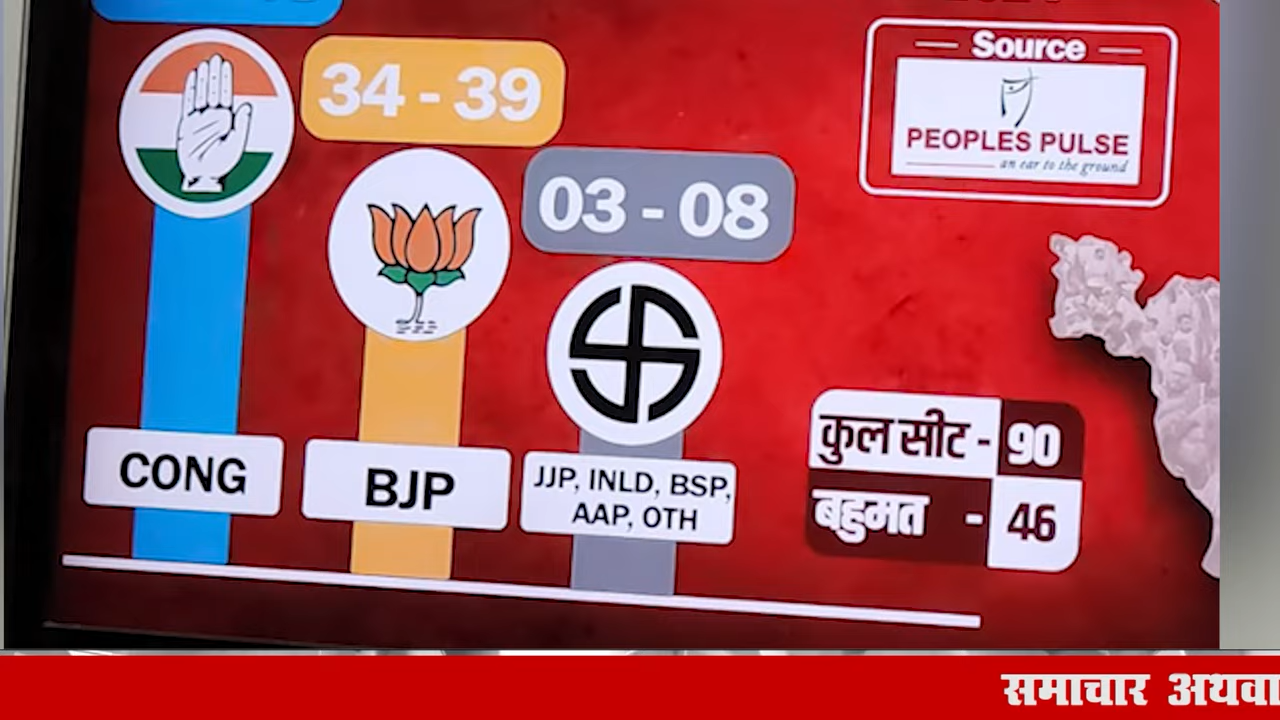 34 - 39
03 - 08
Source
PEOPLES PULSE
an ear to the ground
CONG
BJP
JJP, INLD, BSP,
AAP, OTH
कुल सीट - 90
बहुमत - 46
समाचार अथवा